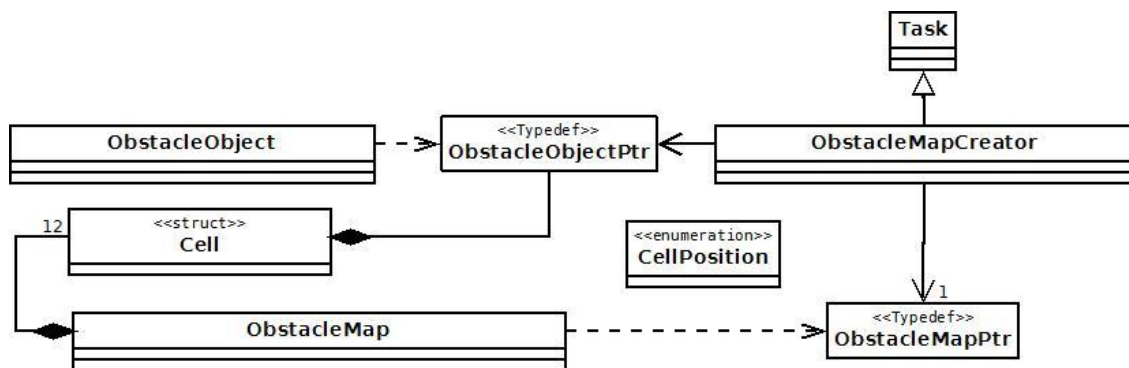 Task
ObstacleObject
<<Typedef>>
ObstacleObjectPtr
ObstacleMapCreator
12
<<struct>>
Cell
<<enumeration>>
CellPosition
1
ObstacleMap
<<Typedef>>
ObstacleMapPtr